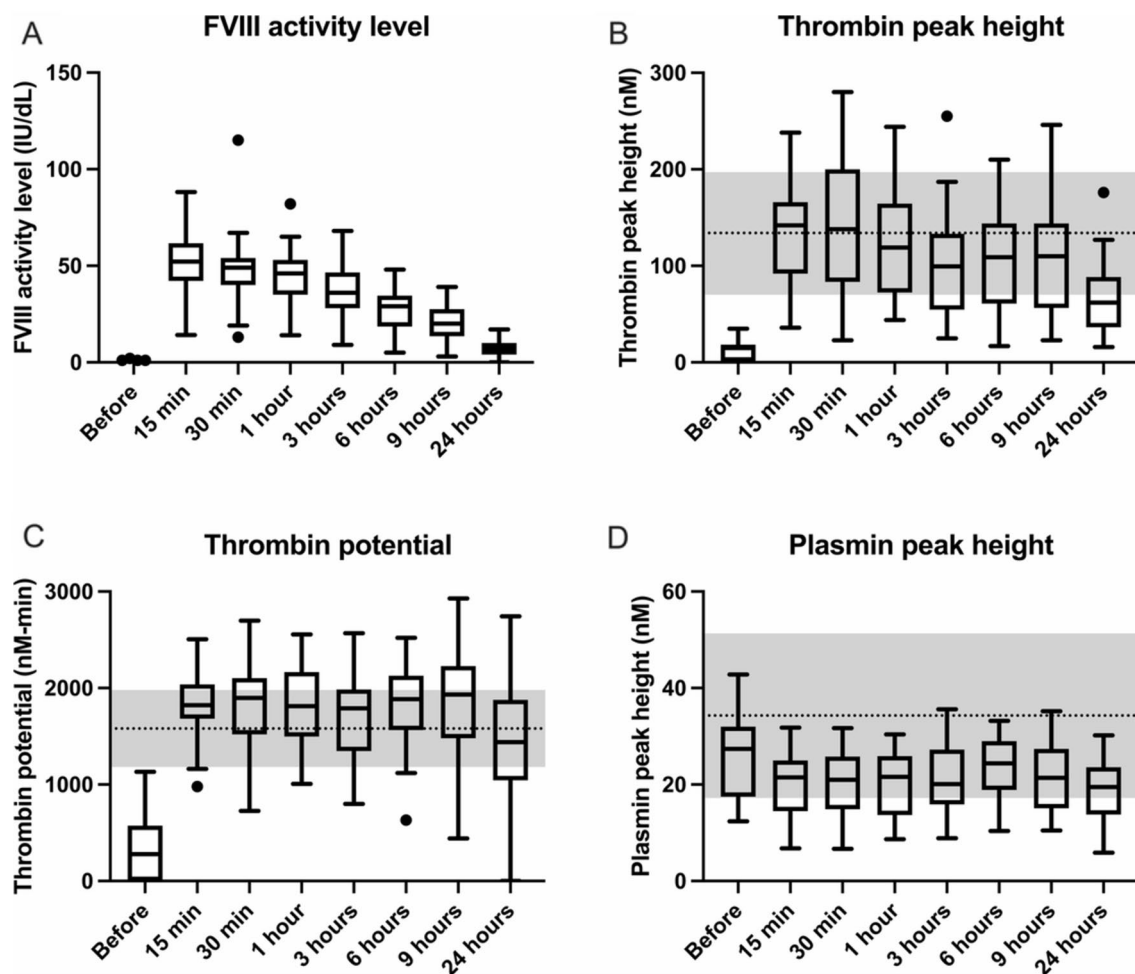 A
FVIII activity level
FVIII activity level (IU/dL)
150
100
50
0
Before
15 min
30 min
1 hour
3 hours
6 hours
9 hours
24 hours
B
Thrombin peak height
Thrombin peak height (nM)
300
200
100
0
Before
15 min
30 min
1 hour
3 hours
6 hours
9 hours
24 hours
C
Thrombin potential
Thrombin potential (nM-min)
3000
2000
1000
0
Before
15 min
30 min
1 hour
3 hours
6 hours
9 hours
24 hours
D
Plasmin peak height
Plasmin peak height (nM)
60
40
20
0
Before
15 min
30 min
1 hour
3 hours
6 hours
9 hours
24 hours